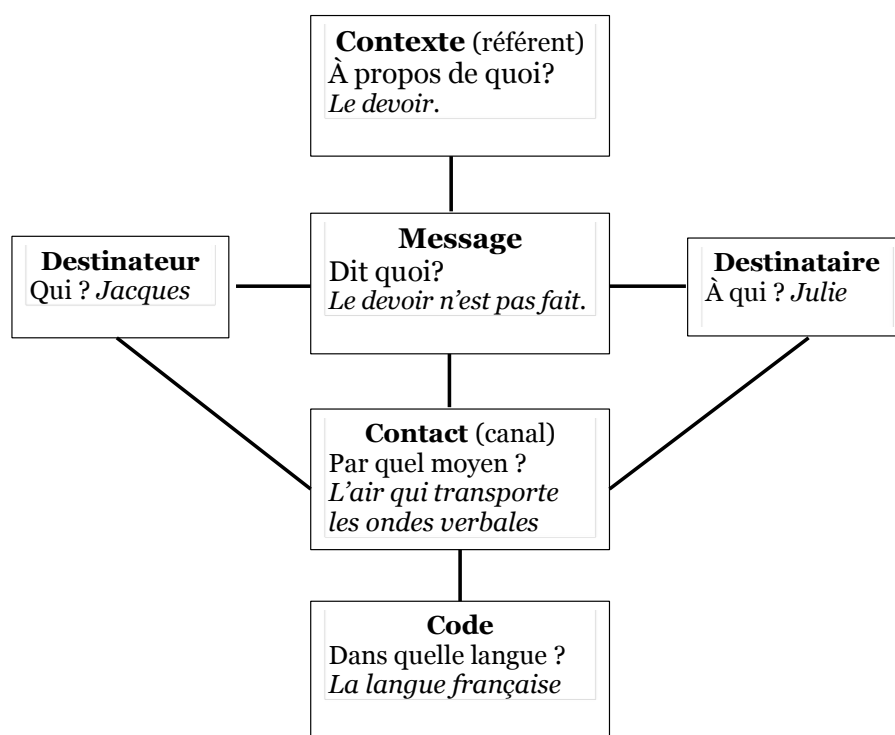 Contexte (référent)
À propos de quoi?
Le devoir.
Message
Dit quoi?
Le devoir n’est pas fait.
Destinateur
Qui ? Jacques
Destinataire
À qui ? Julie
Contact (canal)
Par quel moyen ?
L’air qui transporte
les ondes verbales
Code
Dans quelle langue ?
La langue française